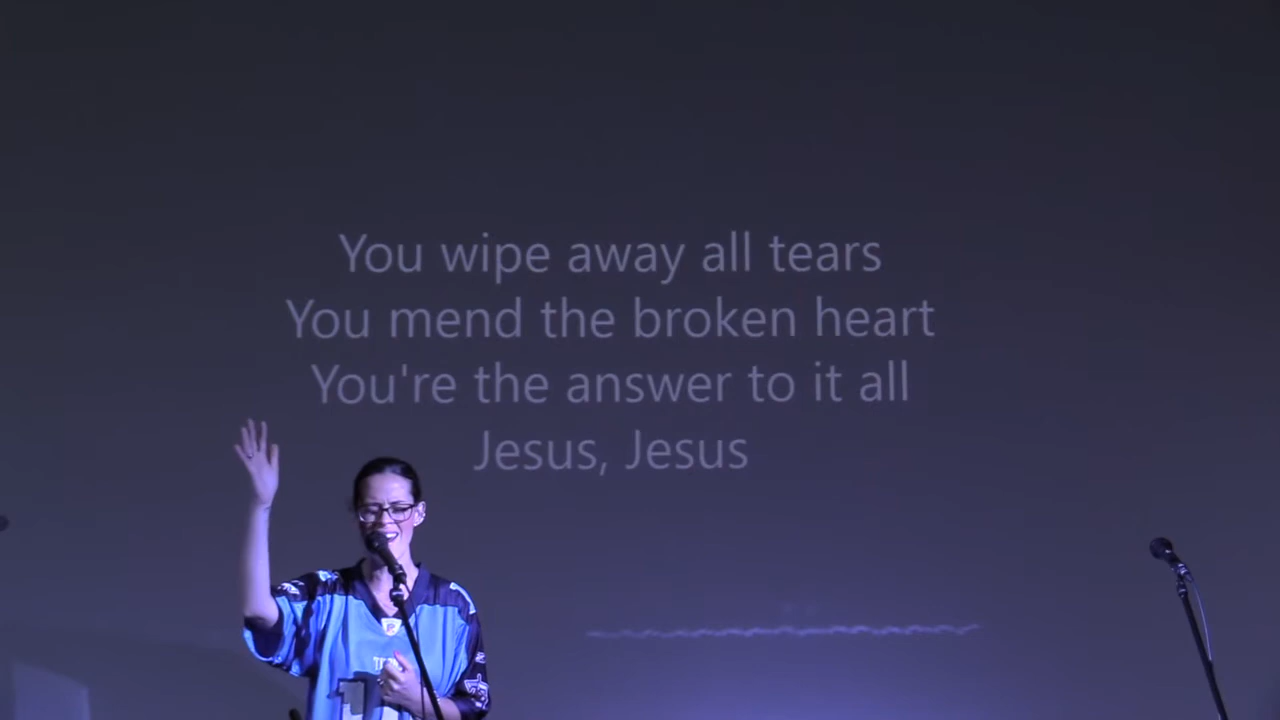 You wipe away all tears
You mend the broken heart
You're the answer to it all
Jesus, Jesus